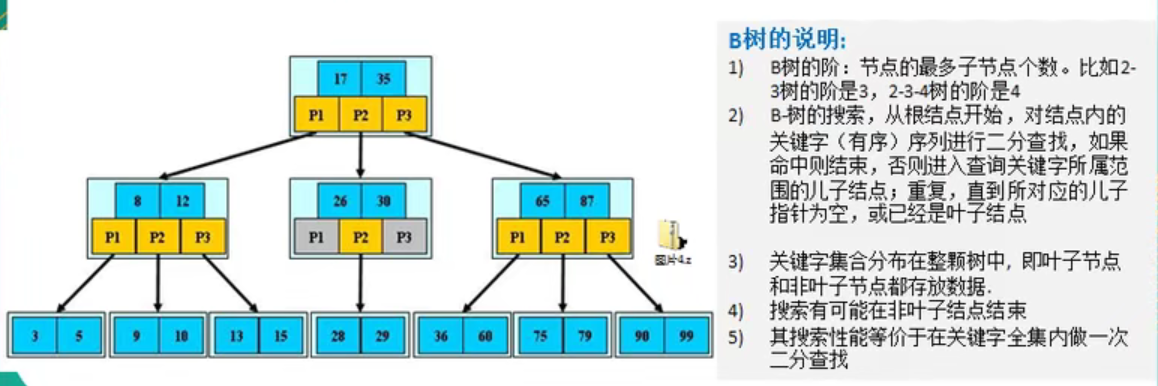 17 35
P1 P2 P3
8 12
P1 P2 P3
26 30
P1 P2 P3
65 87
P1 P2 P3
3 5
9 10
13 15
28 29
36 60
75 79
90 99
图片4.z
B树的说明:
1) B树的阶：节点的最多子节点个数。比如2-
3树的阶是3，2-3-4树的阶是4
2) B-树的搜索，从根结点开始，对结点内的
关键字（有序）序列进行二分查找，如果
命中则结束，否则进入查询关键字所属范
围的儿子结点；重复，直到所对应的儿子
指针为空，或已经是叶子结点
3) 关键字集合分布在整颗树中, 即叶子节点
和非叶子节点都存放数据.
4) 搜索有可能在非叶子结点结束
5) 其搜索性能等价于在关键字全集内做一次
二分查找